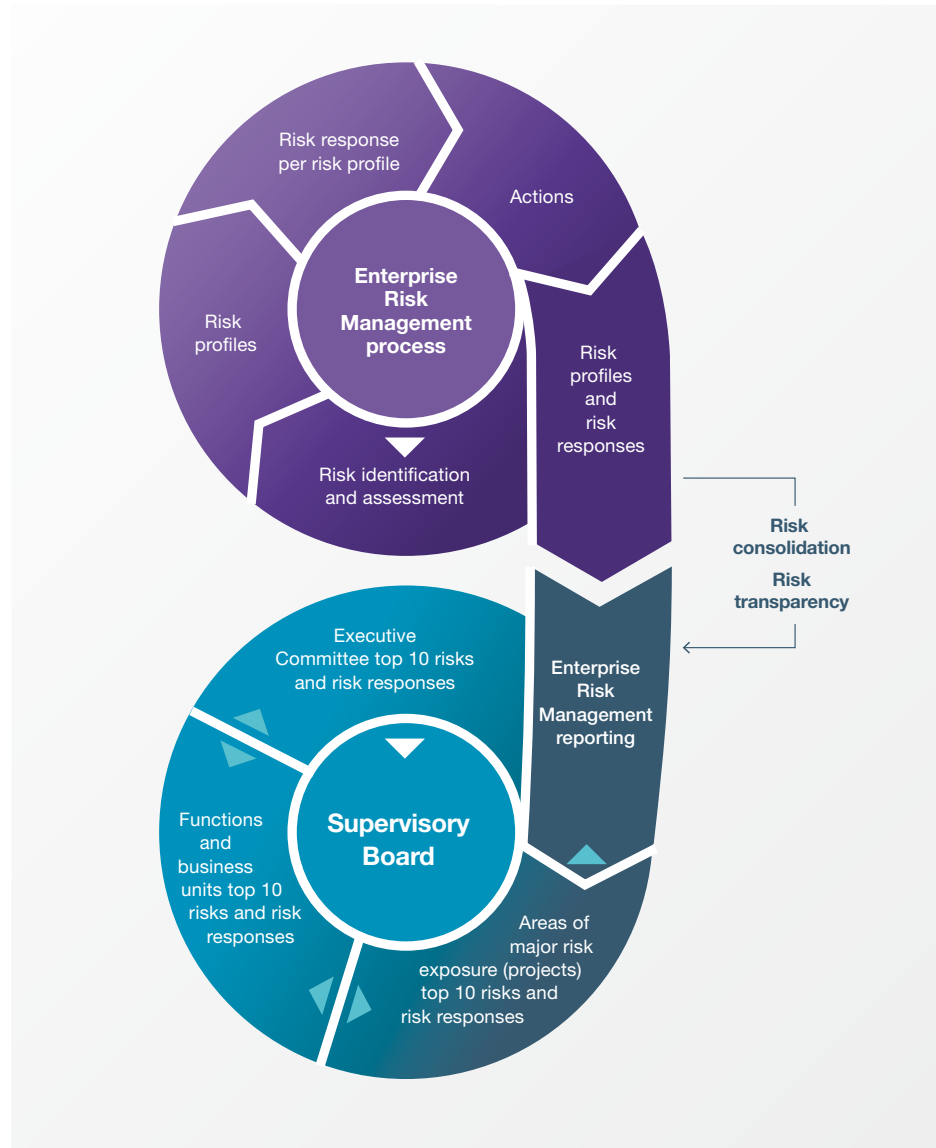 Risk response
per risk profile
Actions
Enterprise
Risk
Management
process
Risk
profiles
Risk
profiles
and
risk
responses
Risk identification
and assessment
Risk
consolidation
Risk
transparency
Executive
Committee top 10 risks
and risk responses
Enterprise
Risk
Management
reporting
Supervisory
Board
Functions
and
business
units top 10
risks and risk
responses
Areas of
major risk
exposure (projects)
top 10 risks and
risk responses